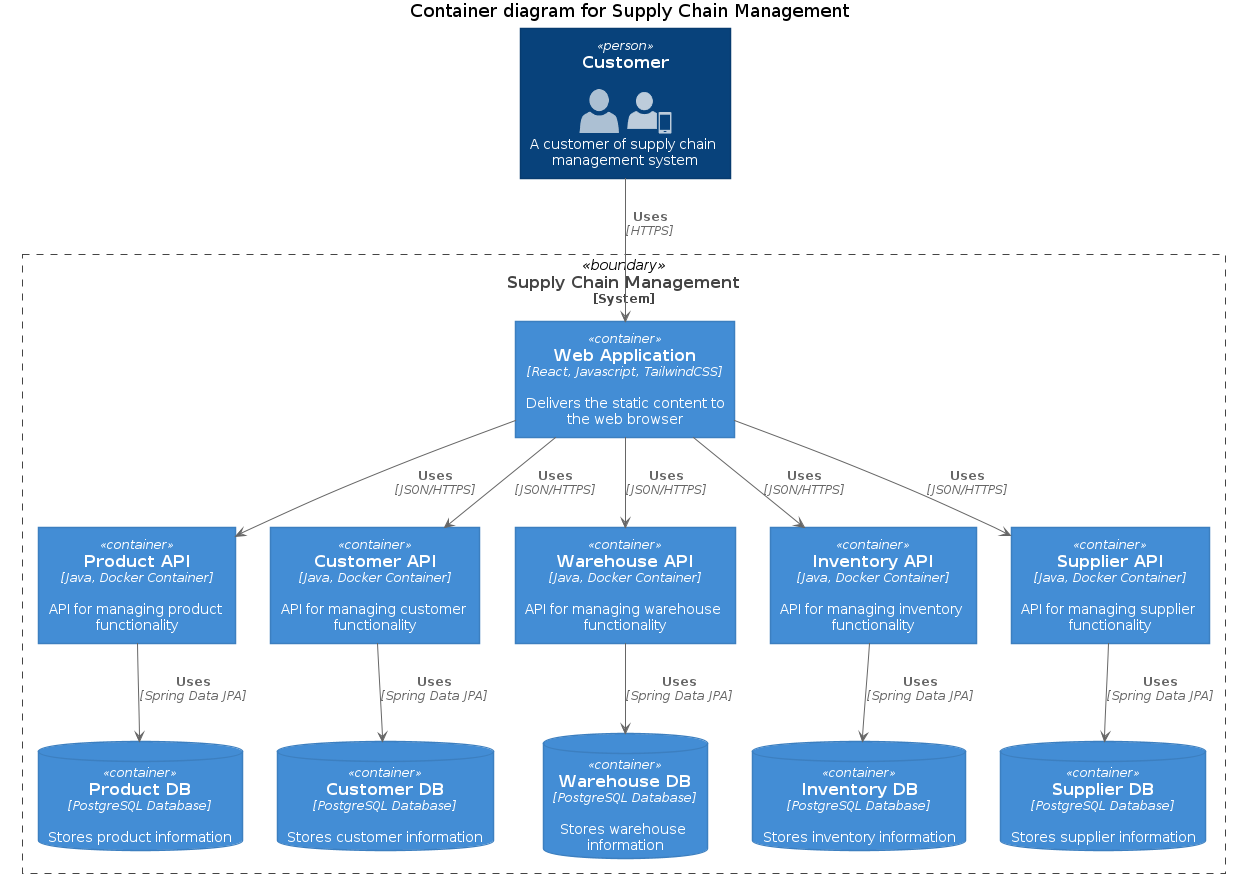 Container diagram for Supply Chain Management
«person»
Customer
A customer of supply chain
management system
Uses
[HTTPS]
«boundary»
Supply Chain Management
[System]
«container»
Web Application
[React, Javascript, TailwindCSS]
Delivers the static content to
the web browser
Uses
[JSON/HTTPS]
Uses
[JSON/HTTPS]
Uses
[JSON/HTTPS]
Uses
[JSON/HTTPS]
Uses
[JSON/HTTPS]
«container»
Product API
[Java, Docker Container]
API for managing product
functionality
«container»
Customer API
[Java, Docker Container]
API for managing customer
functionality
«container»
Warehouse API
[Java, Docker Container]
API for managing warehouse
functionality
«container»
Inventory API
[Java, Docker Container]
API for managing inventory
functionality
«container»
Supplier API
[Java, Docker Container]
API for managing supplier
functionality
Uses
[Spring Data JPA]
Uses
[Spring Data JPA]
Uses
[Spring Data JPA]
Uses
[Spring Data JPA]
Uses
[Spring Data JPA]
«container»
Product DB
[PostgreSQL Database]
Stores product information
«container»
Customer DB
[PostgreSQL Database]
Stores customer information
«container»
Warehouse DB
[PostgreSQL Database]
Stores warehouse
information
«container»
Inventory DB
[PostgreSQL Database]
Stores inventory information
«container»
Supplier DB
[PostgreSQL Database]
Stores supplier information